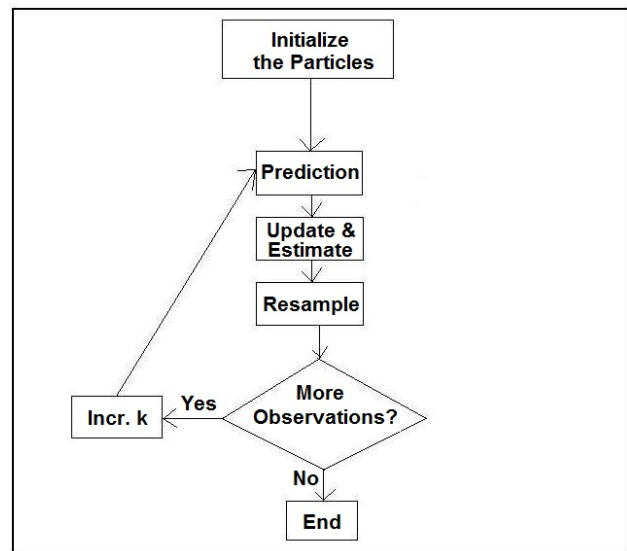 Initialize
the Particles
Prediction
Update &
Estimate
Resample
More
Observations?
Yes
Incr. k
No
End